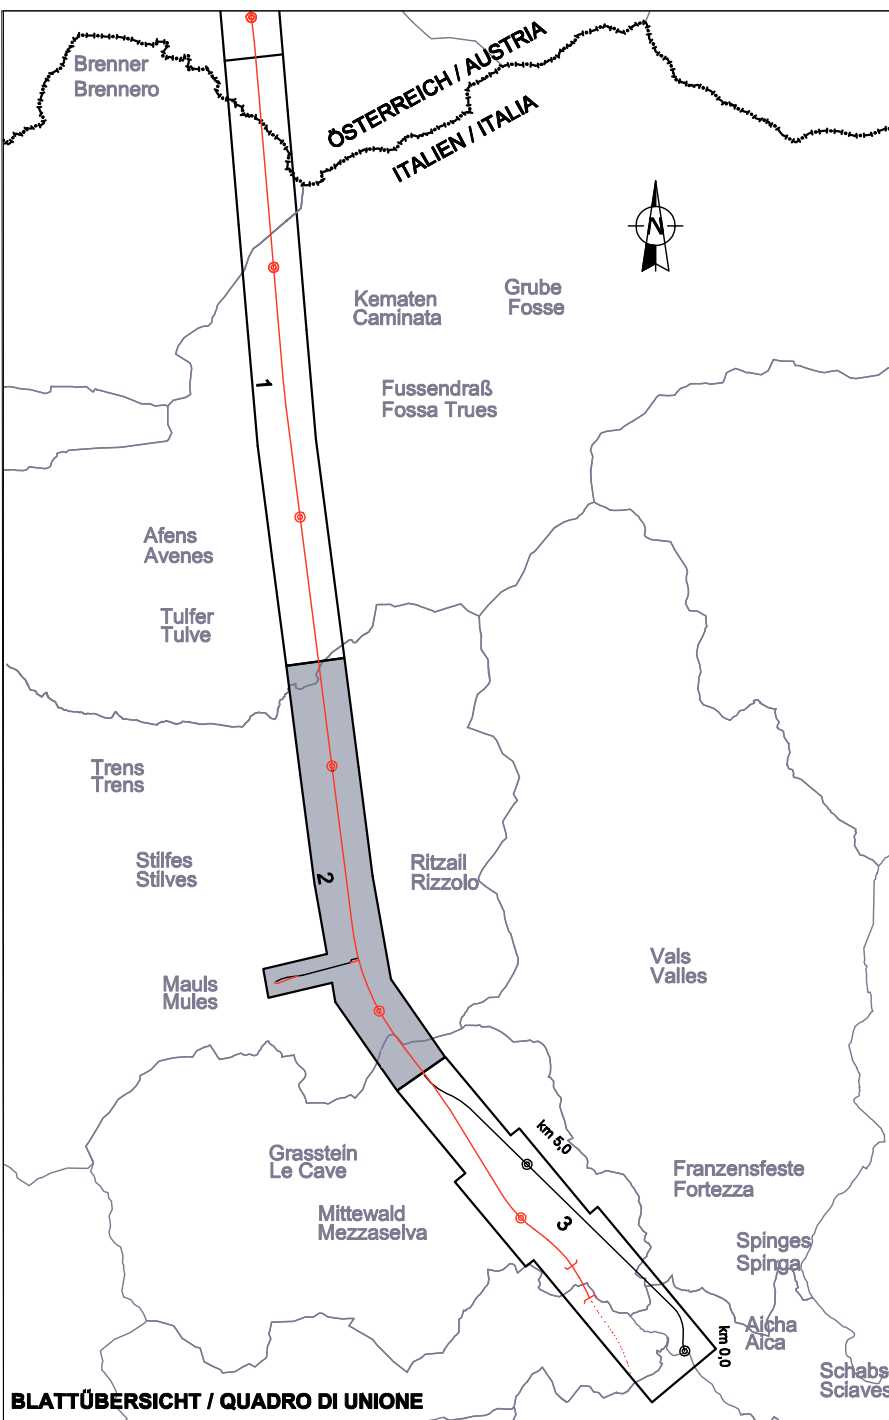 Brenner
Brennero
ÖSTERREICH / AUSTRIA
ITALIEN / ITALIA
N
Kematen
Caminata
Grube
Fosse
1
Fussendraß
Fossa Trues
Afens
Avenes
Tulfer
Tulve
Trens
Trens
2
Stilfes
Stilves
Ritzail
Rizzolo
Mauls
Mules
Vals
Valles
km 5,0
Grasstein
Le Cave
Franzensfeste
Fortezza
Mittewald
Mezzaselva
3
Spinges
Spinga
km 0,0
Aicha
Aica
Schabs
Sciaves
BLATTÜBERSICHT / QUADRO DI UNIONE